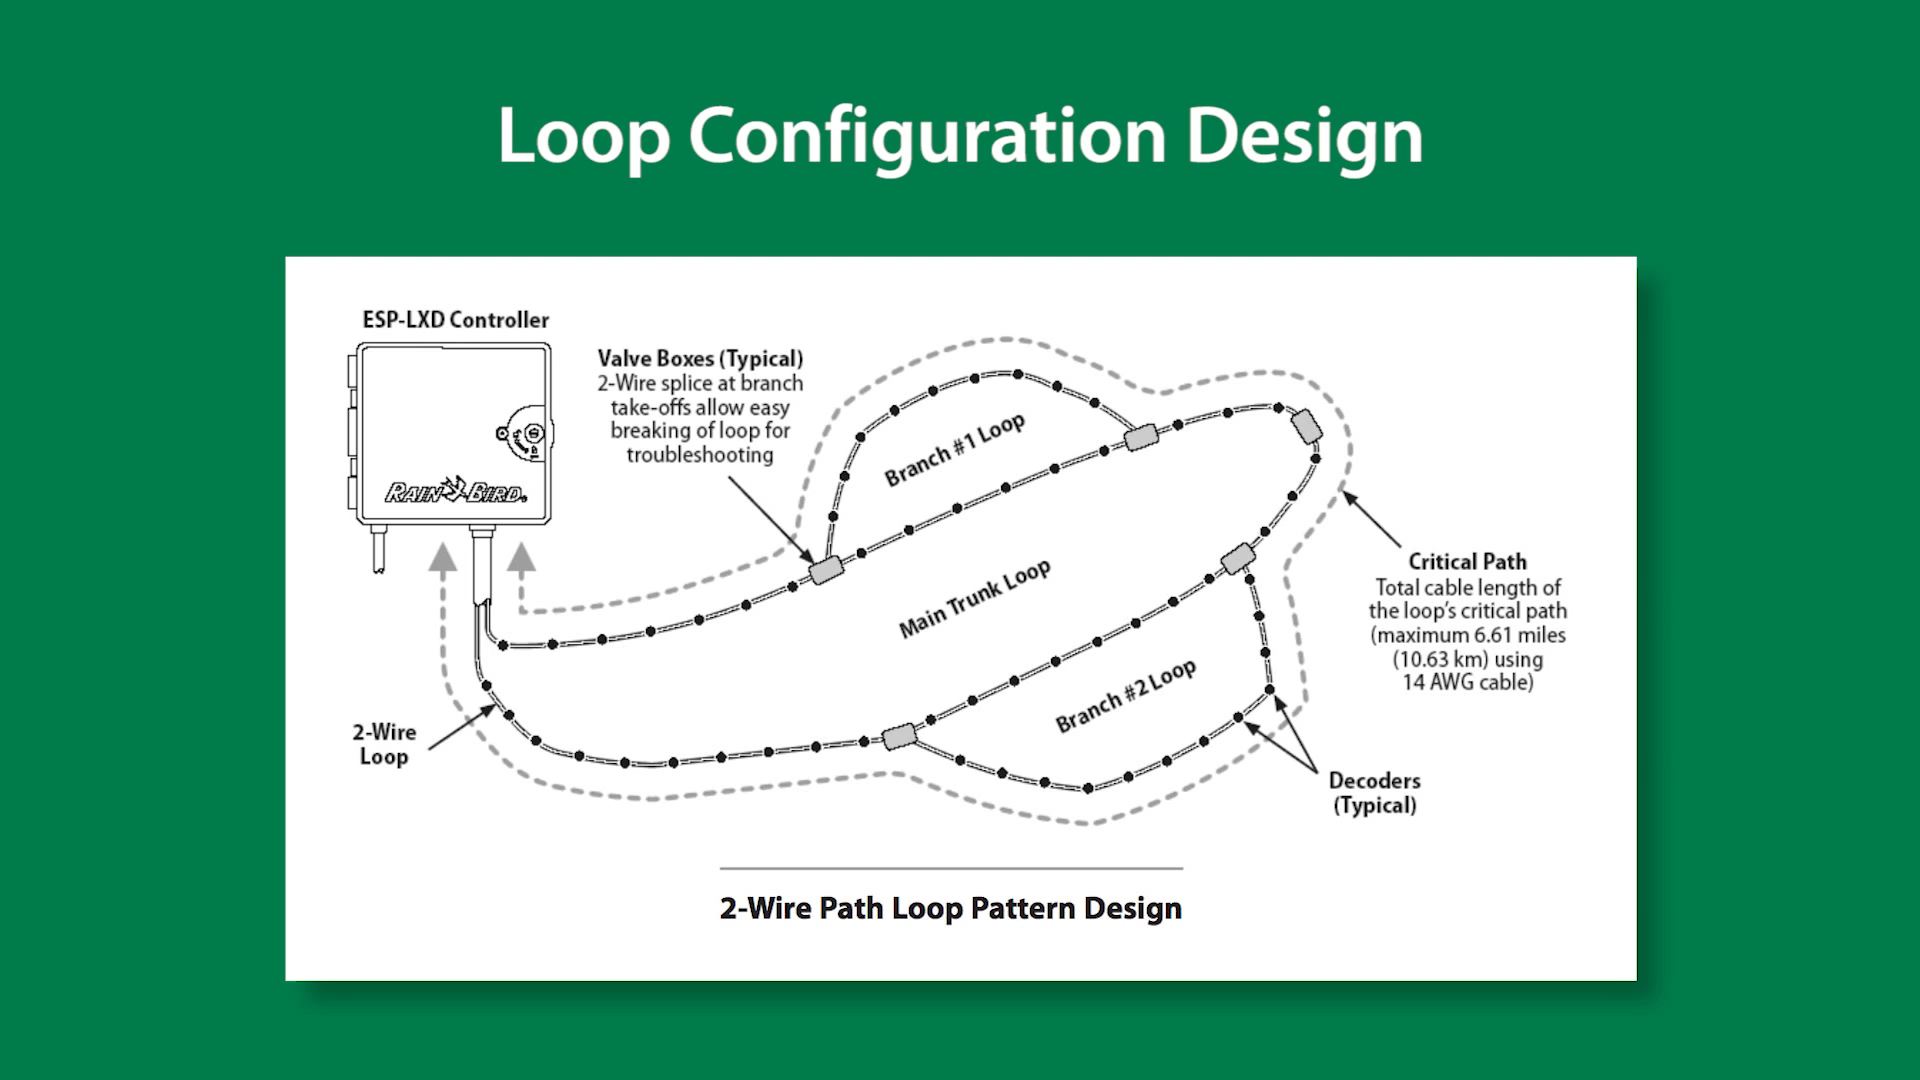 Loop Configuration Design
ESP-LXD Controller
RAIN BIRD.
Valve Boxes (Typical)
2-Wire splice at branch
take-offs allow easy
breaking of loop for
troubleshooting
Branch #1 Loop
Main Trunk Loop
Branch #2 Loop
Critical Path
Total cable length of
the loop's critical path
(maximum 6.61 miles
(10.63 km) using
14 AWG cable)
2-Wire
Loop
Decoders
(Typical)
2-Wire Path Loop Pattern Design